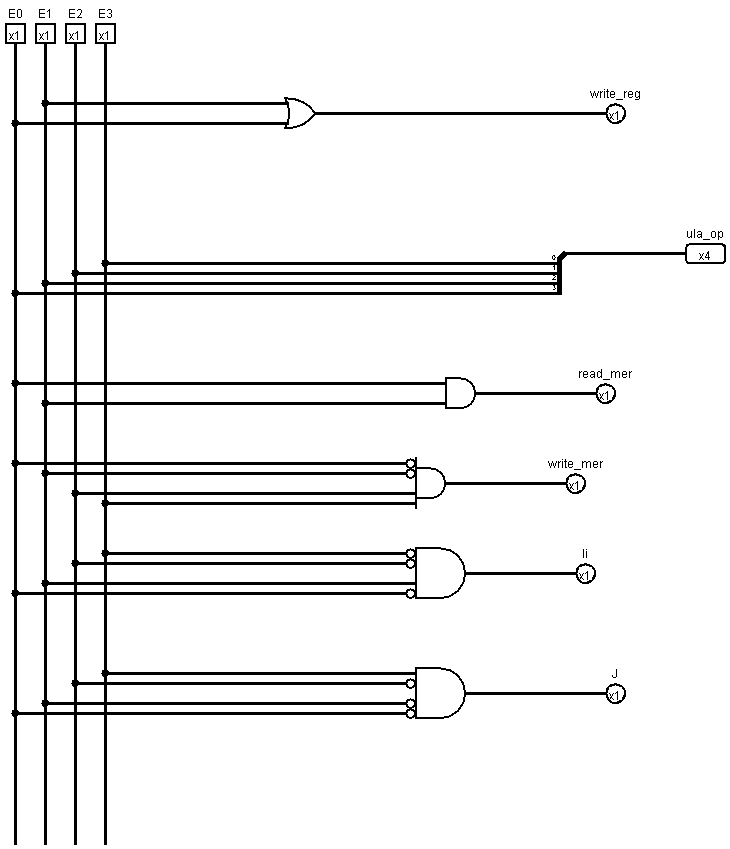 E0 E1 E2 E3
x1 x1 x1 x1
write_reg
x1
ula_op
x4
0
1
2
3
read_mer
x1
write_mer
x1
li
x1
J
x1